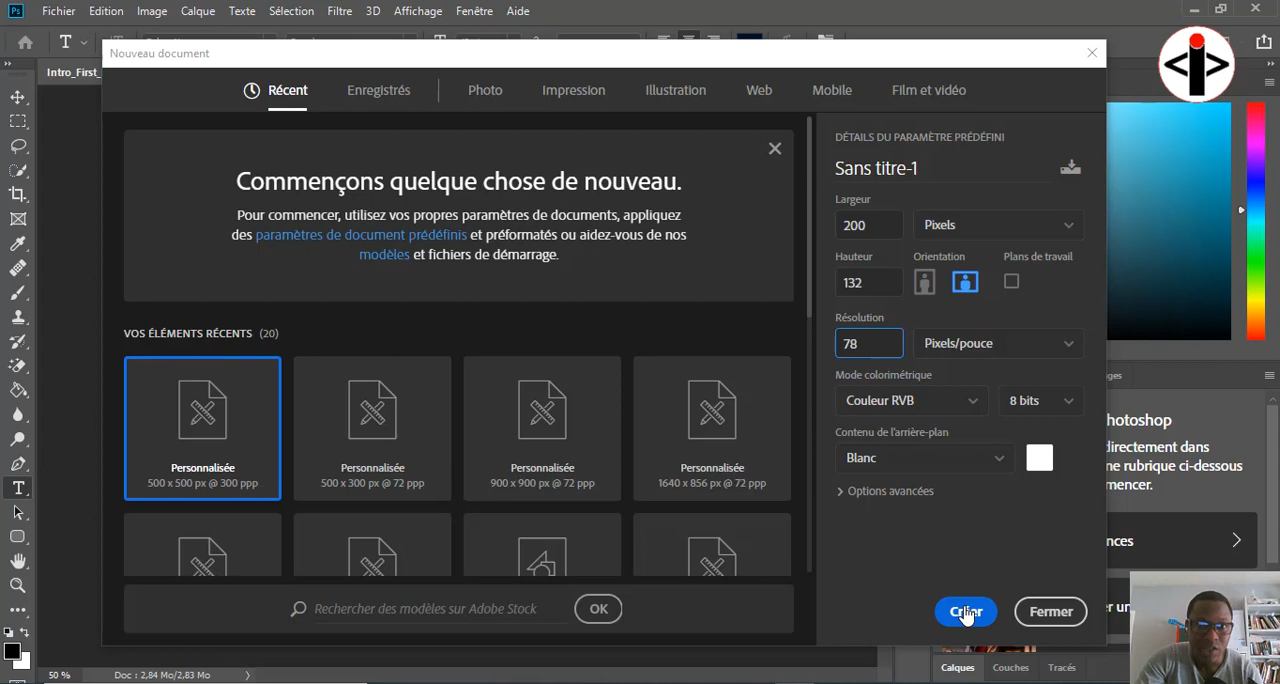 Ps Fichier Edition Image Calque Texte Sélection Filtre 3D Affichage Fenêtre Aide
T
Intro_First_
Nouveau document
Récent Enregistrés Photo Impression Illustration Web Mobile Film et vidéo
Commençons quelque chose de nouveau.
Pour commencer, utilisez vos propres paramètres de documents, appliquez
des paramètres de document prédéfinis et préformatés ou aidez-vous de nos
modèles et fichiers de démarrage.
VOS ÉLÉMENTS RÉCENTS (20)
Personnalisée
500 x 500 px @ 300 ppp
Personnalisée
500 x 300 px @ 72 ppp
Personnalisée
900 x 900 px @ 72 ppp
Personnalisée
1640 x 856 px @ 72 ppp
Rechercher des modèles sur Adobe Stock OK
DÉTAILS DU PARAMÈTRE PRÉDÉFINI
Sans titre-1
Largeur
200 Pixels
Hauteur Orientation Plans de travail
132
Résolution
78 Pixels/pouce
Mode colorimétrique
Couleur RVB 8 bits
Contenu de l'arrière-plan
Blanc
Options avancées
Créer Fermer
ges
hotoshop
directement dans
ne rubrique ci-dessous
mencer.
nces
er un
Calques Couches Tracés
50 % Doc : 2,84 Mo/2,83 Mo